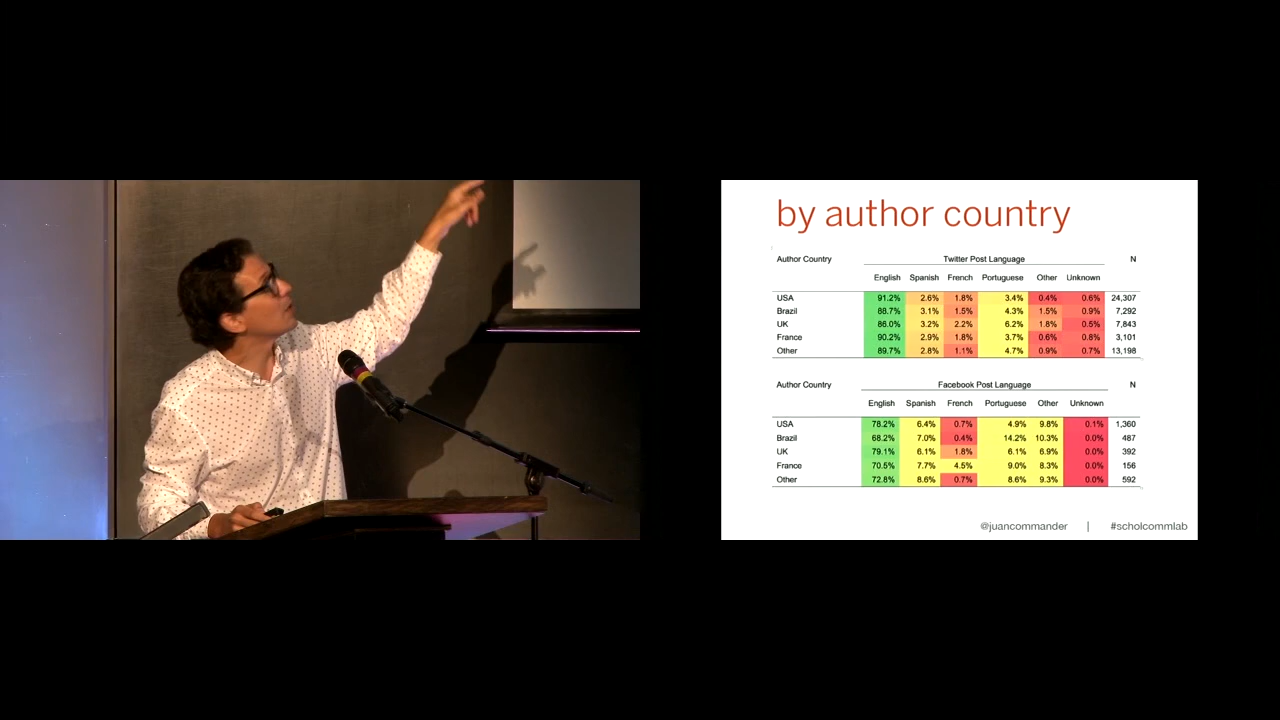 by author country
Author Country Twitter Post Language N
English Spanish French Portuguese Other Unknown
USA 91.2% 2.6% 1.8% 3.4% 0.4% 0.6% 24,307
Brazil 88.7% 3.1% 1.5% 4.3% 1.5% 0.9% 7,292
UK 86.0% 3.2% 2.2% 6.2% 1.8% 0.5% 7,843
France 90.2% 2.9% 1.8% 3.7% 0.6% 0.8% 3,101
Other 89.7% 2.8% 1.1% 4.7% 0.9% 0.7% 13,198
Author Country Facebook Post Language N
English Spanish French Portuguese Other Unknown
USA 78.2% 6.4% 0.7% 4.9% 9.8% 0.1% 1,360
Brazil 68.2% 7.0% 0.4% 14.2% 10.3% 0.0% 487
UK 79.1% 6.1% 1.8% 6.1% 6.9% 0.0% 392
France 70.5% 7.7% 4.5% 9.0% 8.3% 0.0% 156
Other 72.8% 8.6% 0.7% 8.6% 9.3% 0.0% 592
@juancommander | #scholcommlab